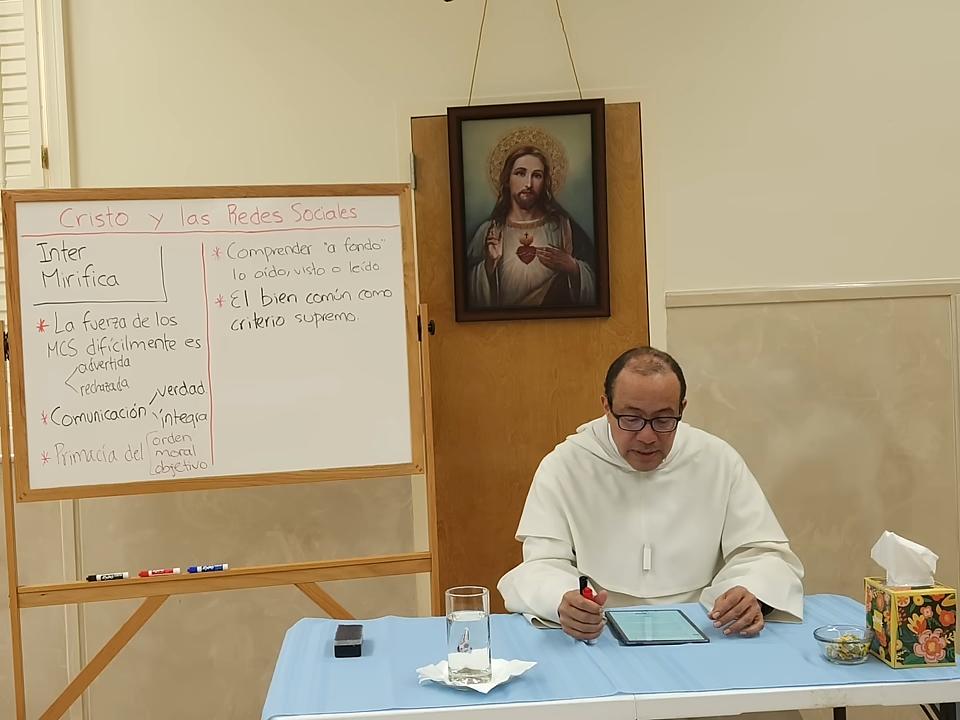 Cristo y las Redes Sociales
Inter
Mirifica
* La fuerza de los
MCS difícilmente es
advertida
rechazada
* Comunicación verdad
íntegra
* Primacía del orden
moral
objetivo
* Comprender "a fondo"
lo oído, visto o leído.
* El bien común como
criterio supremo.